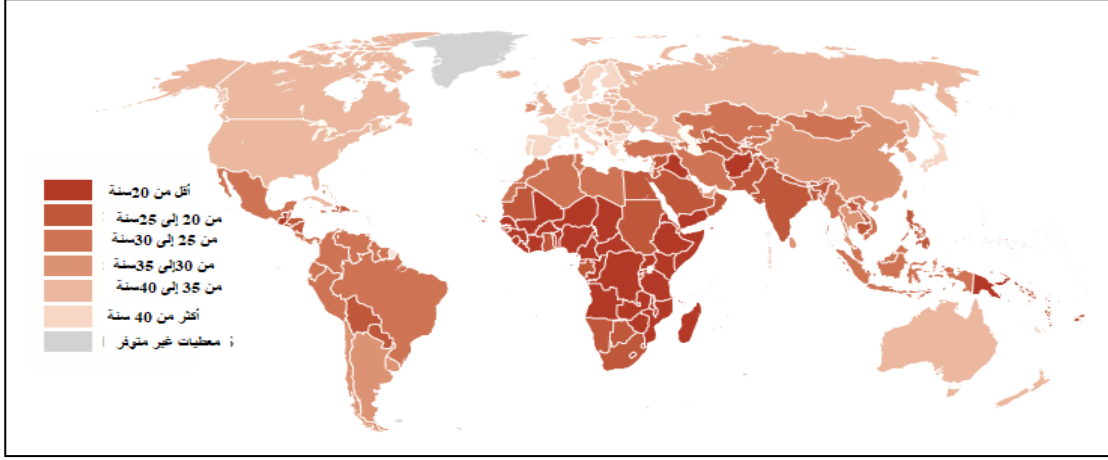 أقل من 20سنة
من 20 إلى 25سنة
من 25 إلى 30سنة
من 30إلى 35سنة
من 35 إلى 40سنة
أكثر من 40 سنة
معطيات غير متوفر